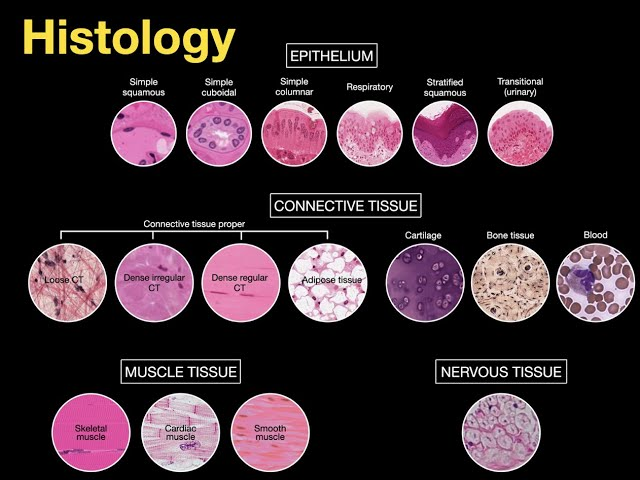 Histology
EPITHELIUM
Simple
squamous
Simple
cuboidal
Simple
columnar
Respiratory
Stratified
squamous
Transitional
(urinary)
CONNECTIVE TISSUE
Connective tissue proper
Loose CT
Dense irregular
CT
Dense regular
CT
Adipose tissue
Cartilage
Bone tissue
Blood
MUSCLE TISSUE
Skeletal
muscle
Cardiac
muscle
Smooth
muscle
NERVOUS TISSUE